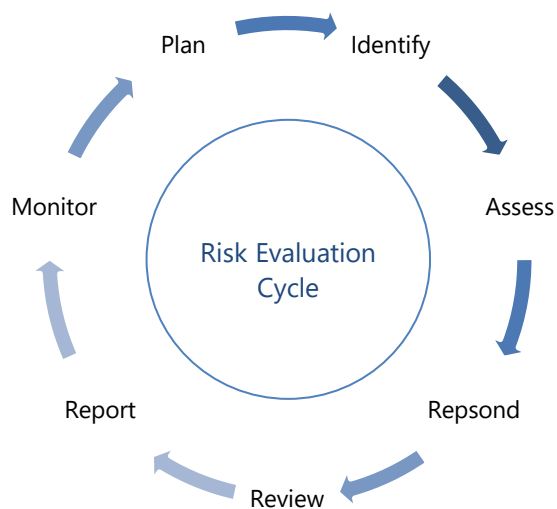 Plan
Identify
Assess
Repsond
Review
Report
Monitor
Risk Evaluation
Cycle